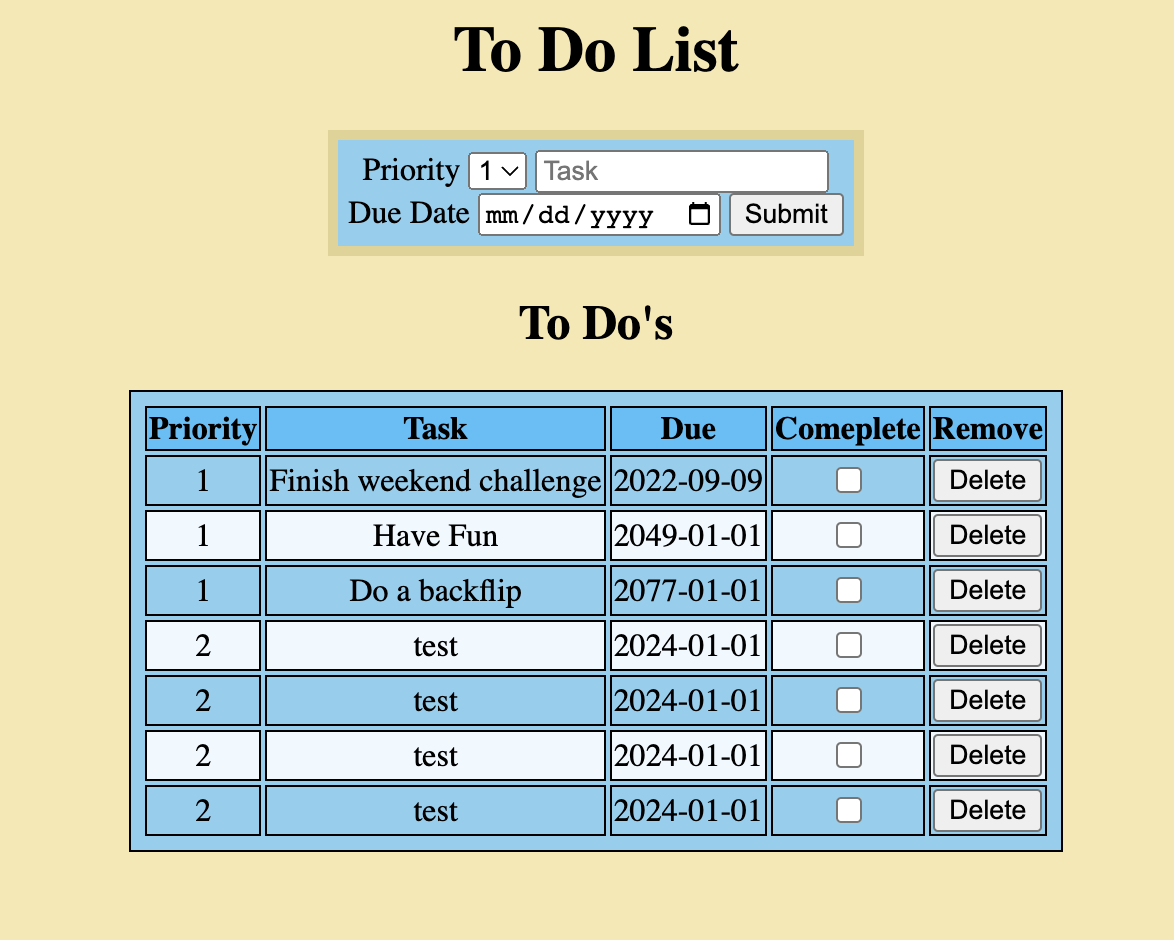 To Do List
Priority 1 Task
Due Date mm/dd/yyyy Submit
To Do's
Priority Task Due Comeplete Remove
1 Finish weekend challenge 2022-09-09 Delete
1 Have Fun 2049-01-01 Delete
1 Do a backflip 2077-01-01 Delete
2 test 2024-01-01 Delete
2 test 2024-01-01 Delete
2 test 2024-01-01 Delete
2 test 2024-01-01 Delete